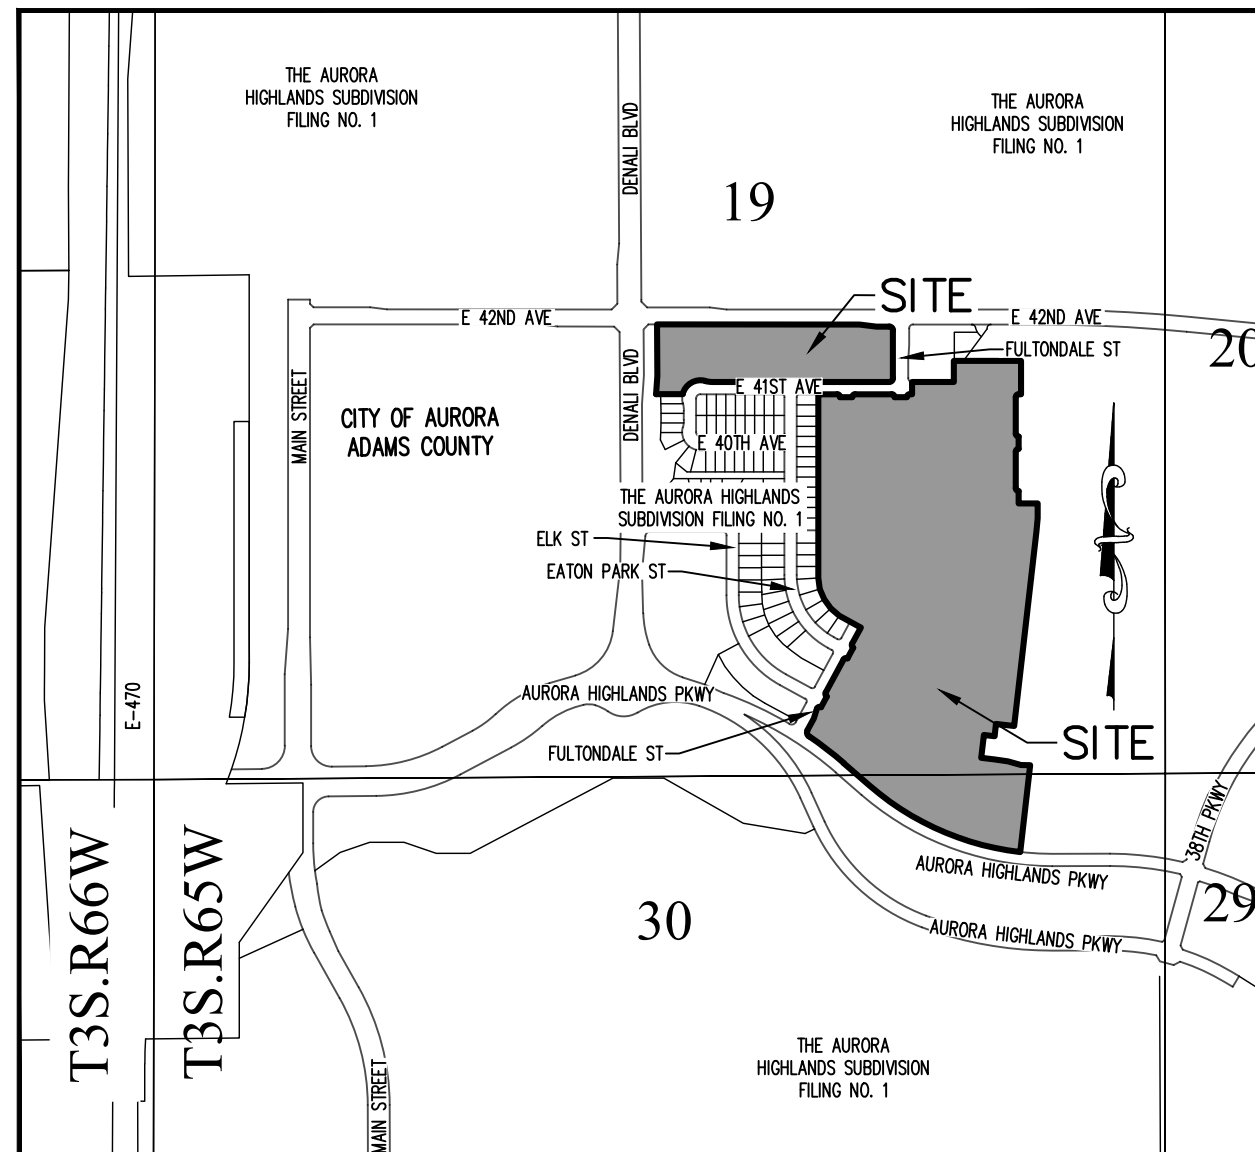 THE AURORA
HIGHLANDS SUBDIVISION
FILING NO. 1
THE AURORA
HIGHLANDS SUBDIVISION
FILING NO. 1
DENALI BLVD
19
SITE
E 42ND AVE
E 42ND AVE
20
FULTONDALE ST
DENALI BLVD
MAIN STREET
E 41ST AVE
CITY OF AURORA
ADAMS COUNTY
E 40TH AVE
THE AURORA HIGHLANDS
SUBDIVISION FILING NO. 1
ELK ST
EATON PARK ST
E-470
AURORA HIGHLANDS PKWY
FULTONDALE ST
SITE
38TH PKWY
T3S.R66W
T3S.R65W
AURORA HIGHLANDS PKWY
30
29
AURORA HIGHLANDS PKWY
THE AURORA
HIGHLANDS SUBDIVISION
FILING NO. 1
MAIN STREET